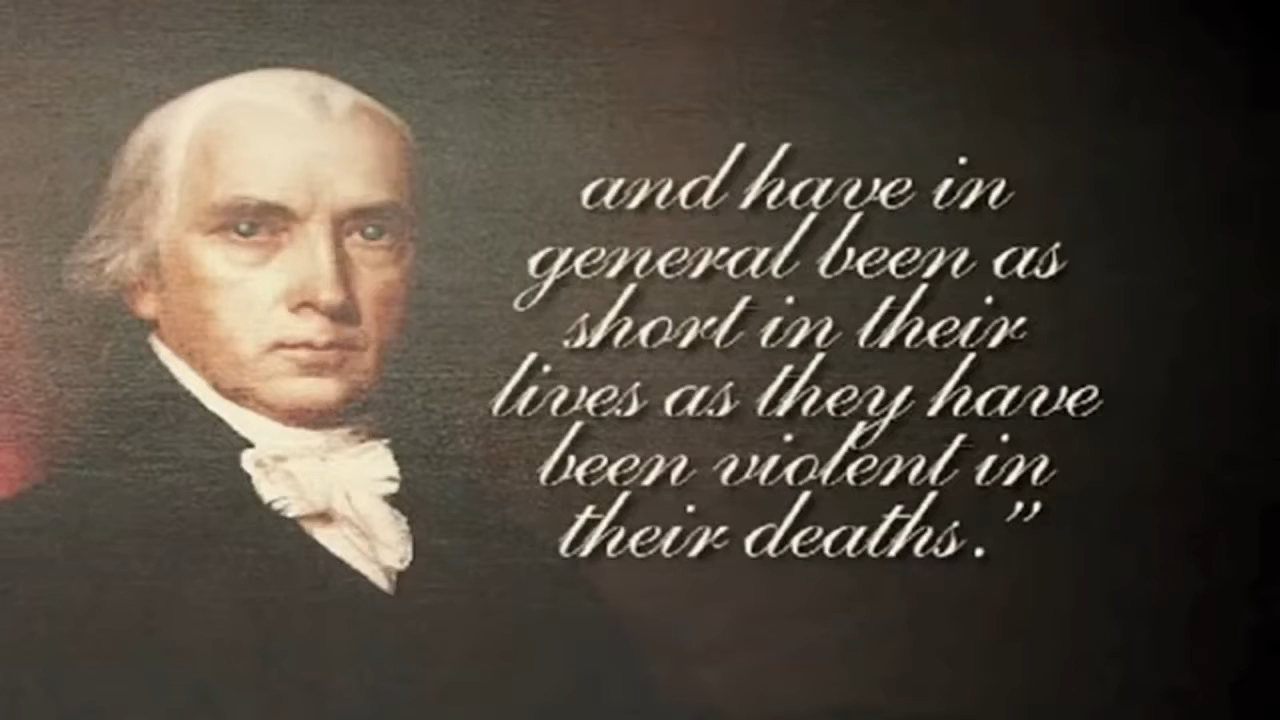 and have in
general been as
short in their
lives as they have
been violent in
their deaths.”